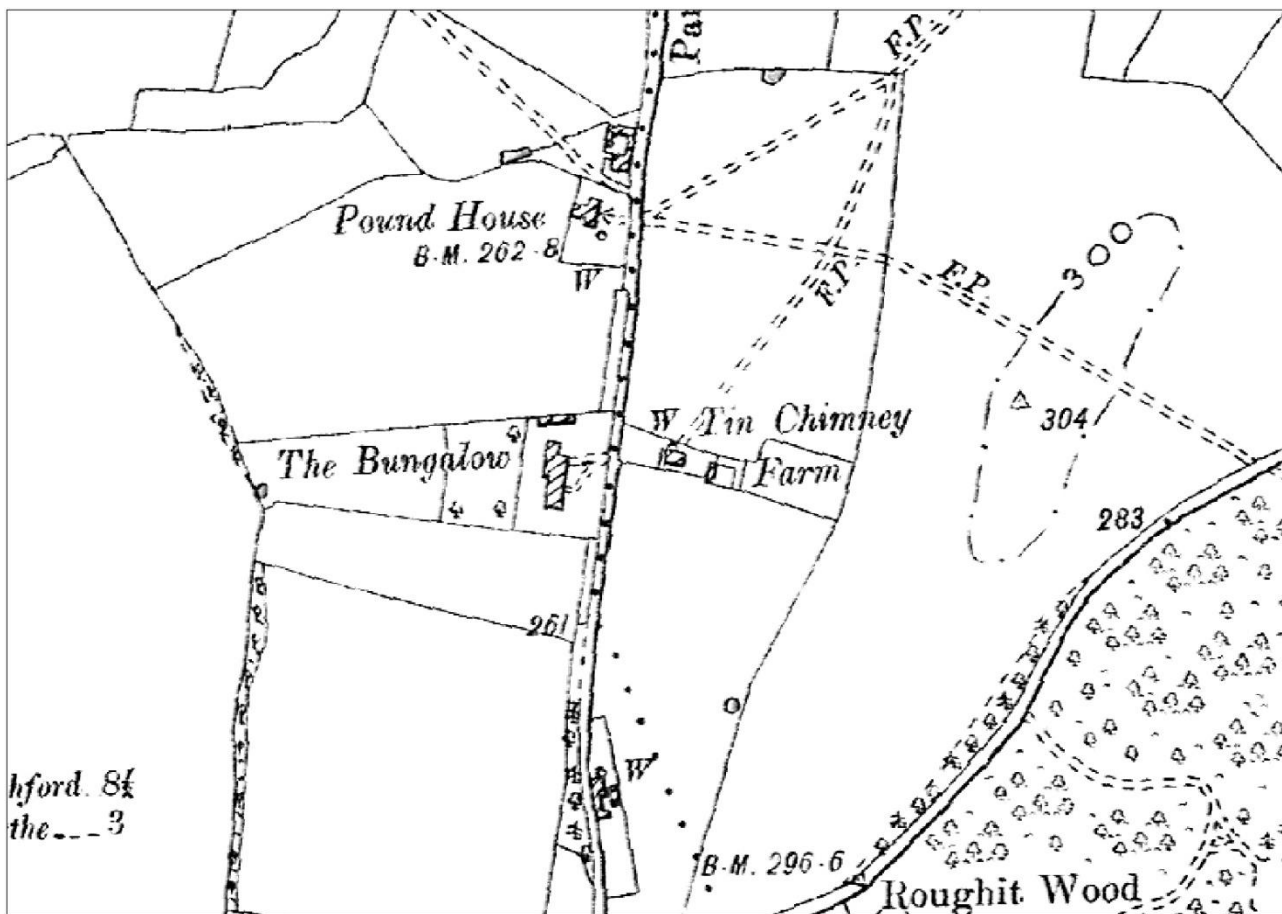 Par
F.P.
Pound House
B.M. 262·8
W
F.P.
F.P.
300
304
W
Tin Chimney
Farm
The Bungalow
283
261
W
hford 8¼
the---3
B.M. 296·6
Roughit Wood